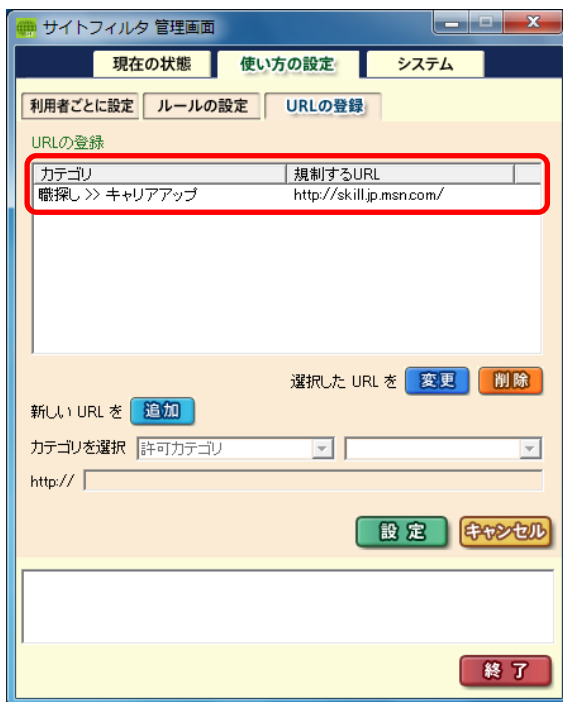 サイトフィルタ 管理画面
現在の状態 使い方の設定 システム
利用者ごとに設定 ルールの設定 URLの登録
URLの登録
カテゴリ 規制するURL
職探し >> キャリアアップ http://skill.jp.msn.com/
選択した URL を 変更 削除
新しい URL を 追加
カテゴリを選択 許可カテゴリ
http://
設定 キャンセル
終了